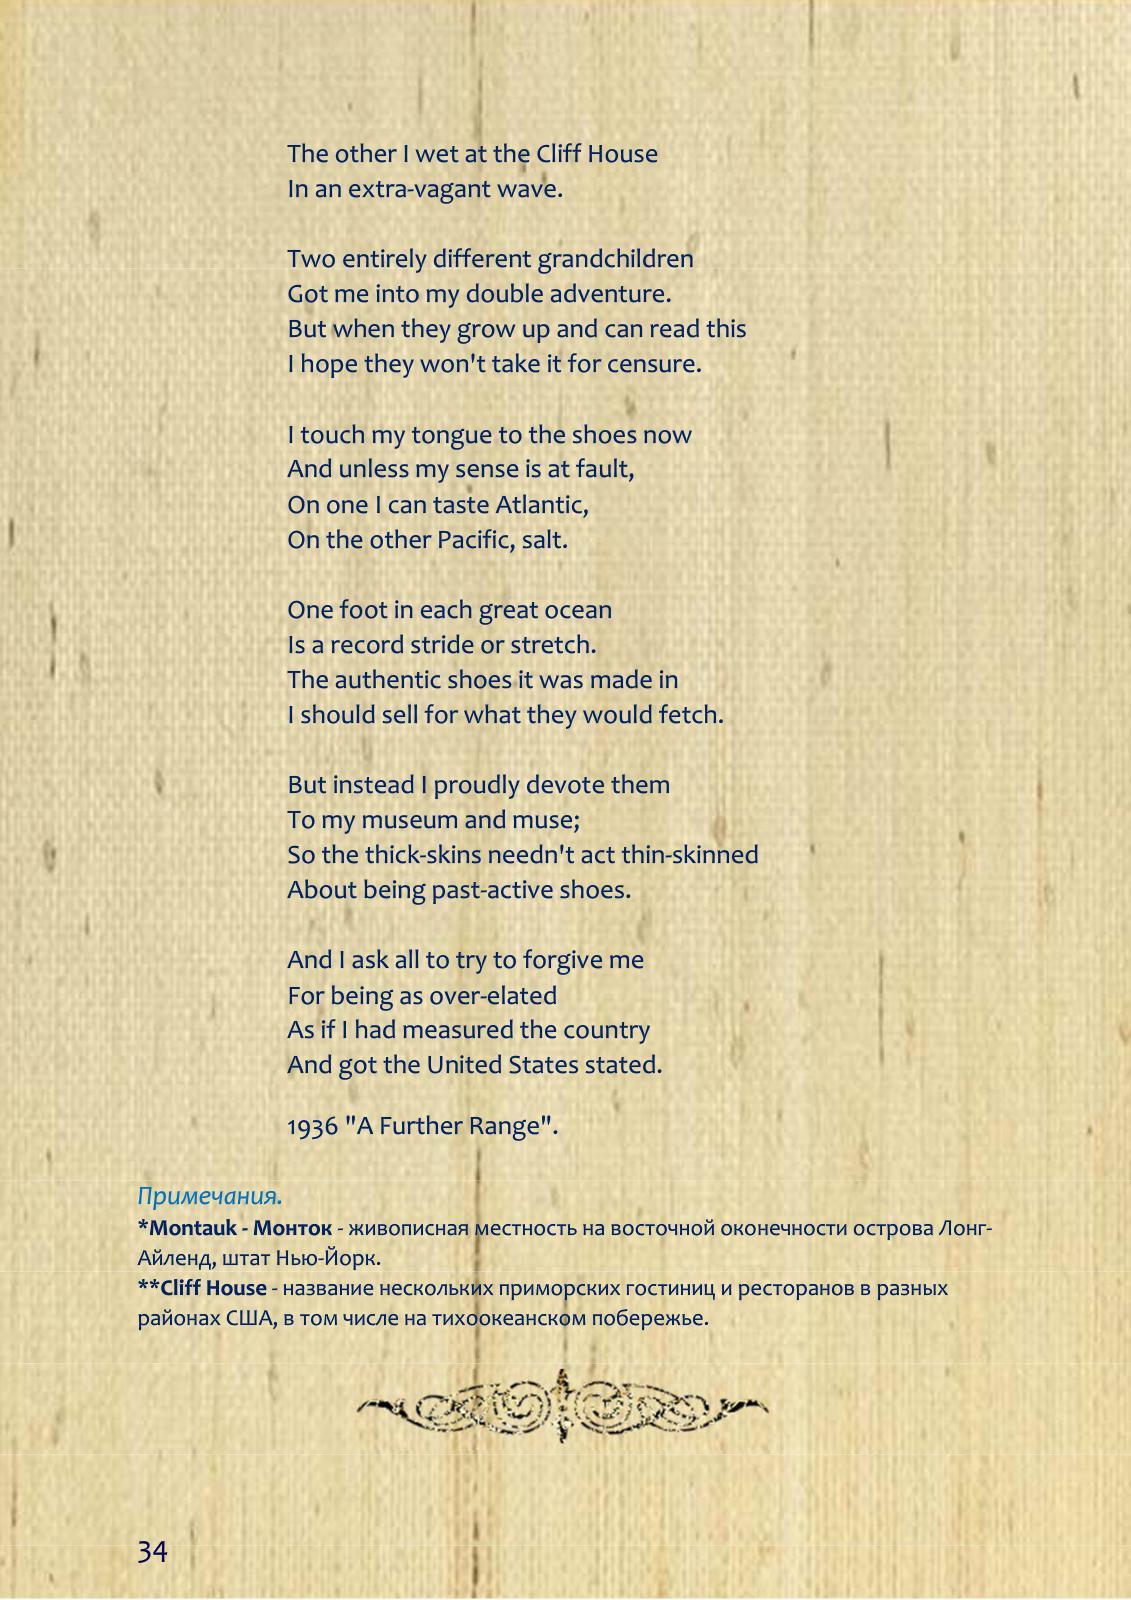 The other I wet at the Cliff House
In an extra-vagant wave.
Two entirely different grandchildren
Got me into my double adventure.
But when they grow up and can read this
I hope they won't take it for censure.
I touch my tongue to the shoes now
And unless my sense is at fault,
On one I can taste Atlantic,
On the other Pacific, salt.
One foot in each great ocean
Is a record stride or stretch.
The authentic shoes it was made in
I should sell for what they would fetch.
But instead I proudly devote them
To my museum and muse;
So the thick-skins needn't act thin-skinned
About being past-active shoes.
And I ask all to try to forgive me
For being as over-elated
As if I had measured the country
And got the United States stated.
1936 "A Further Range".
Примечания.
*Montauk - Монток - живописная местность на восточной оконечности острова Лонг-
Айленд, штат Нью-Йорк.
**Cliff House - название нескольких приморских гостиниц и ресторанов в разных
районах США, в том числе на тихоокеанском побережье.
34